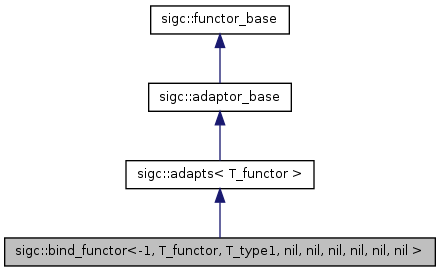 sigc::functor_base
sigc::adaptor_base
sigc::adapts< T_functor >
sigc::bind_functor<-1, T_functor, T_type1, nil, nil, nil, nil, nil, nil >